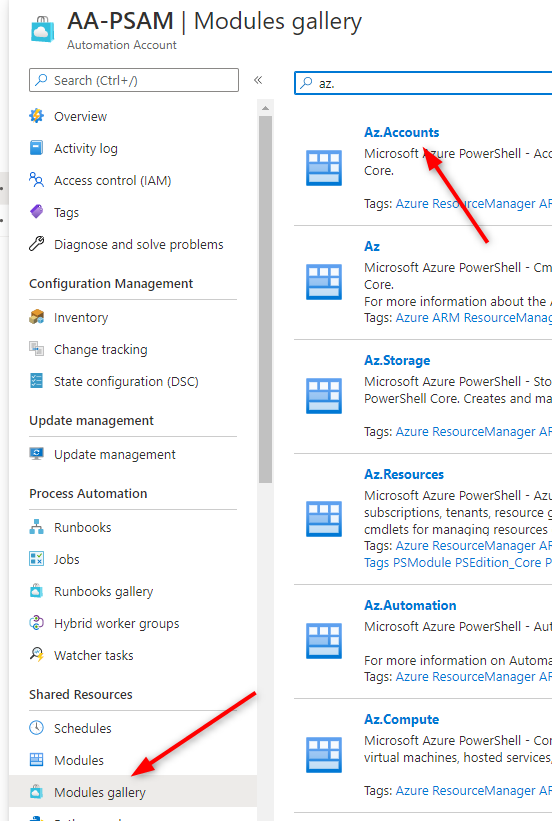 AA-PSAM | Modules gallery
Automation Account
Search (Ctrl+/)
«
Overview
Activity log
Access control (IAM)
Tags
Diagnose and solve problems
Configuration Management
Inventory
Change tracking
State configuration (DSC)
Update management
Update management
Process Automation
Runbooks
Jobs
Runbooks gallery
Hybrid worker groups
Watcher tasks
Shared Resources
Schedules
Modules
Modules gallery
az.
Az.Accounts
Microsoft Azure PowerShell - Acc
Core.
Tags: Azure ResourceManager AR
Az
Microsoft Azure PowerShell - Cm
Core.
For more information about the A
Tags: Azure ARM ResourceManag
Az.Storage
Microsoft Azure PowerShell - Sto
PowerShell Core. Creates and ma
Tags: Azure ResourceManager AR
Az.Resources
Microsoft Azure PowerShell - Azu
subscriptions, tenants, resource g
cmdlets for managing resources
Tags: Azure ResourceManager AR
Tags PSModule PSEdition_Core P
Az.Automation
Microsoft Azure PowerShell - Aut
For more information on Automa
Tags: Azure ResourceManager AR
Az.Compute
Microsoft Azure PowerShell - Com
virtual machines, hosted services,
Tags: Azure ResourceManager AR